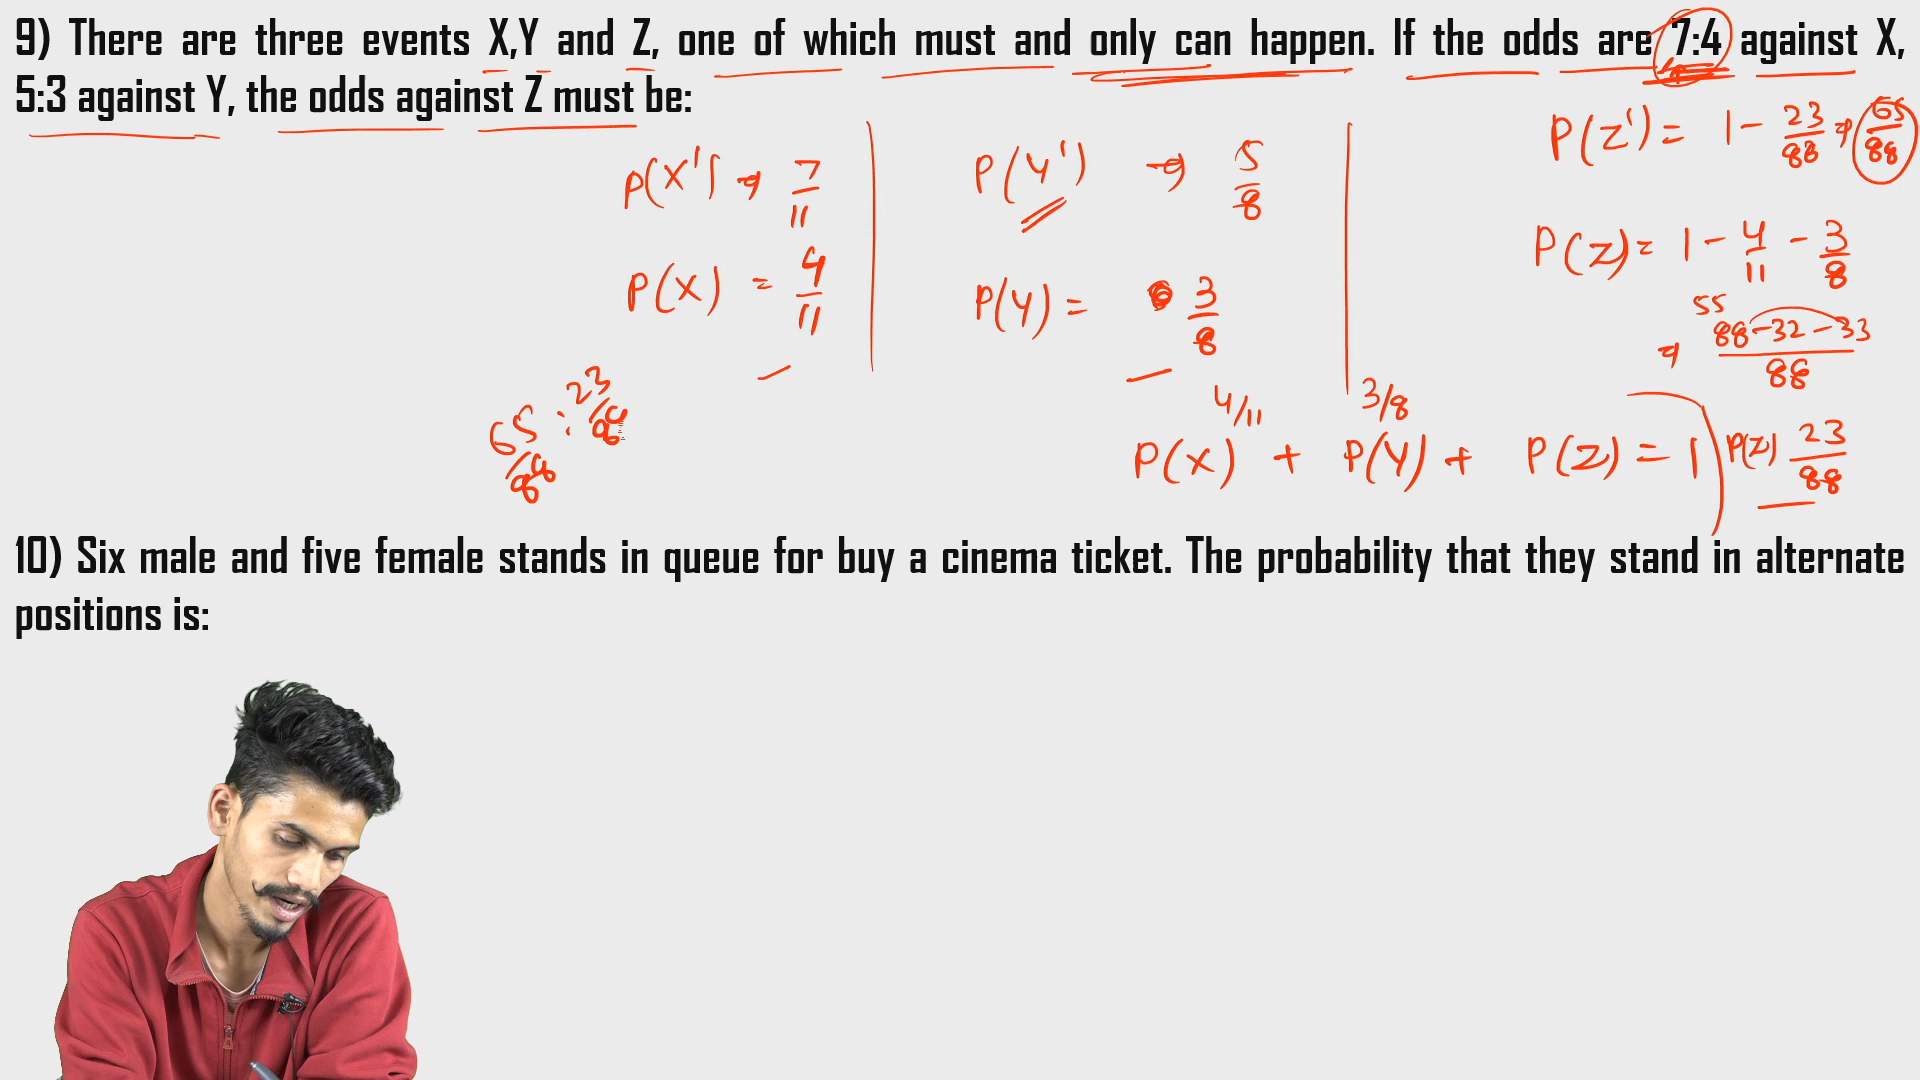 9) There are three events X,Y and Z, one of which must and only can happen. If the odds are 7:4 against X,
5:3 against Y, the odds against Z must be:
P(X') → 7/11
P(Y') → 5/8
P(Z') = 1 - 23/88 → 65/88
P(X) = 4/11
P(Y) = 3/8
P(Z) = 1 - 4/11 - 3/8
55
→ 88-32-33/88
65/88 : 23/88
4/11 3/8
P(X) + P(Y) + P(Z) = 1
P(Z) 23/88
10) Six male and five female stands in queue for buy a cinema ticket. The probability that they stand in alternate
positions is: